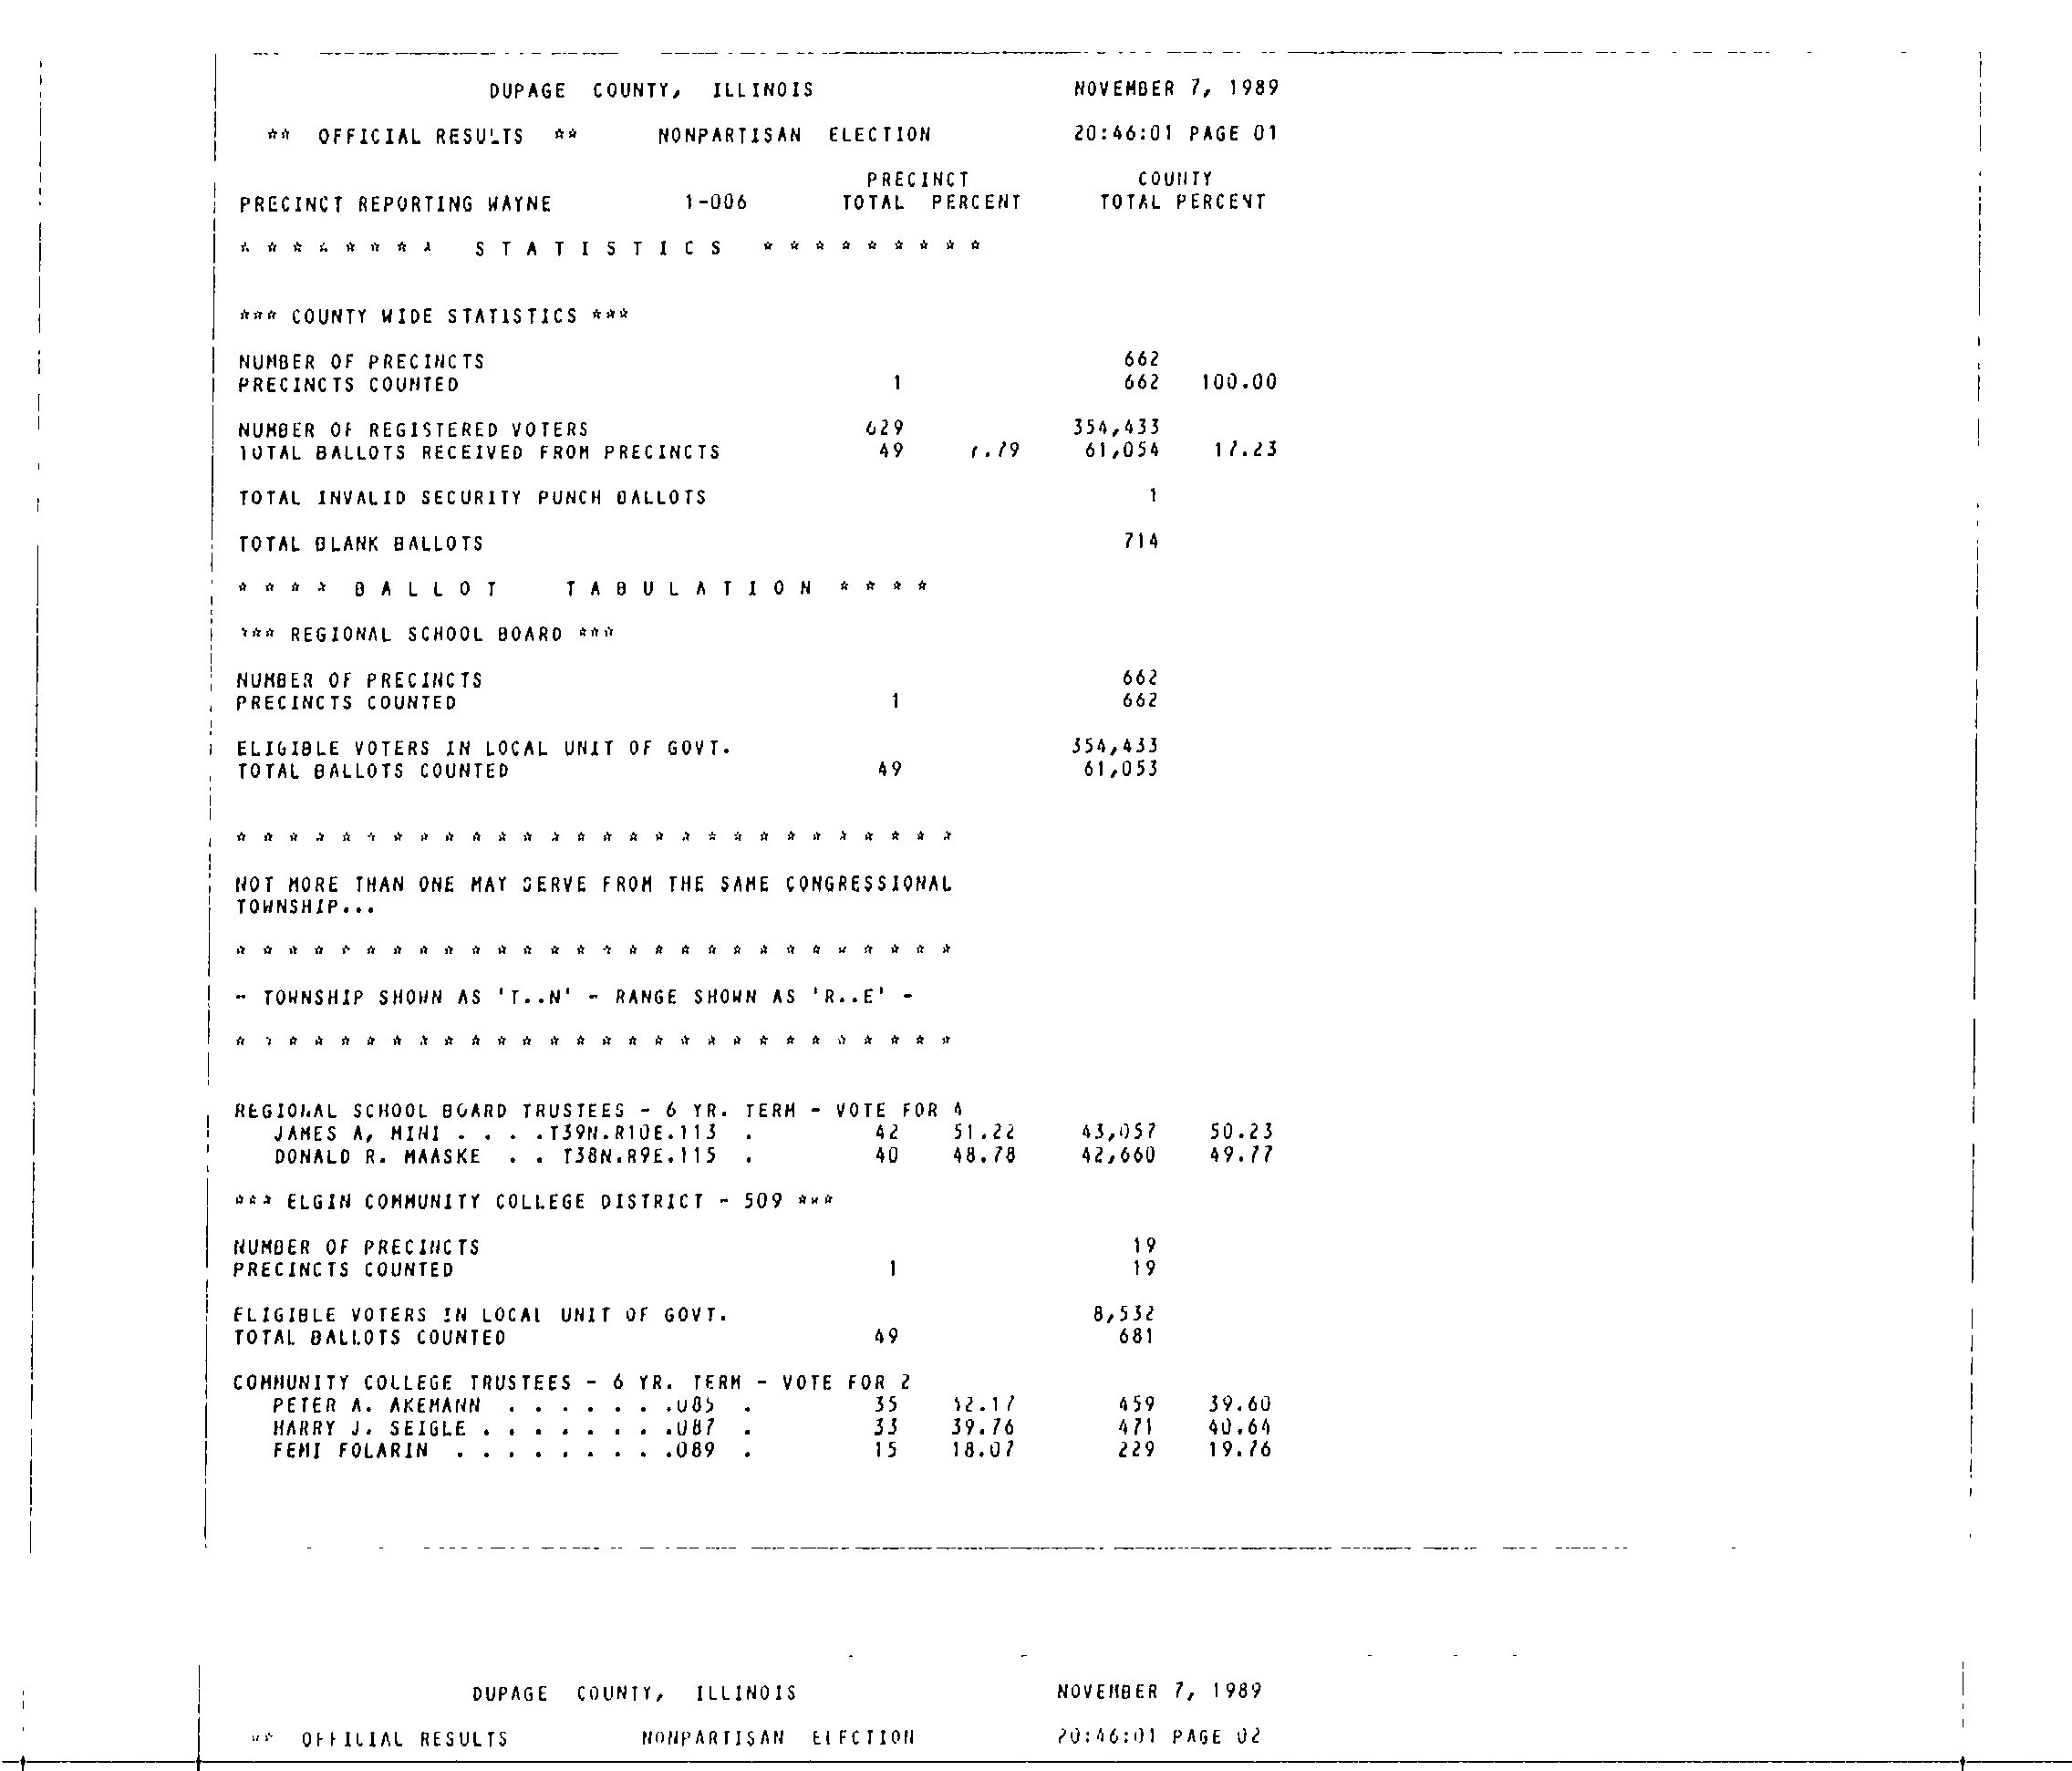 DUPAGE COUNTY, ILLINOIS NOVEMBER 7, 1989
** OFFICIAL RESULTS ** NONPARTISAN ELECTION 20:46:01 PAGE 01
PRECINCT COUNTY
PRECINCT REPORTING WAYNE 1-006 TOTAL PERCENT TOTAL PERCENT
* * * * * * * * S T A T I S T I C S * * * * * * * * *
*** COUNTY WIDE STATISTICS ***
NUMBER OF PRECINCTS 662
PRECINCTS COUNTED 1 662 100.00
NUMBER OF REGISTERED VOTERS 629 354,433
TOTAL BALLOTS RECEIVED FROM PRECINCTS 49 7.79 61,054 17.23
TOTAL INVALID SECURITY PUNCH BALLOTS 1
TOTAL BLANK BALLOTS 714
* * * * B A L L O T T A B U L A T I O N * * * *
*** REGIONAL SCHOOL BOARD ***
NUMBER OF PRECINCTS 662
PRECINCTS COUNTED 1 662
ELIGIBLE VOTERS IN LOCAL UNIT OF GOVT. 354,433
TOTAL BALLOTS COUNTED 49 61,053
* * * * * * * * * * * * * * * * * * * * * * * * * * * *
NOT MORE THAN ONE MAY SERVE FROM THE SAME CONGRESSIONAL
TOWNSHIP...
* * * * * * * * * * * * * * * * * * * * * * * * * * * *
- TOWNSHIP SHOWN AS 'T..N' - RANGE SHOWN AS 'R..E' -
* * * * * * * * * * * * * * * * * * * * * * * * * * * *
REGIONAL SCHOOL BOARD TRUSTEES - 6 YR. TERM - VOTE FOR 4
JAMES A, MINI . . . .T39N.R10E.113 . 42 51.22 43,057 50.23
DONALD R. MAASKE . . T38N.R9E.115 . 40 48.78 42,660 49.77
*** ELGIN COMMUNITY COLLEGE DISTRICT - 509 ***
NUMBER OF PRECINCTS 19
PRECINCTS COUNTED 1 19
ELIGIBLE VOTERS IN LOCAL UNIT OF GOVT. 8,532
TOTAL BALLOTS COUNTED 49 681
COMMUNITY COLLEGE TRUSTEES - 6 YR. TERM - VOTE FOR 2
PETER A. AKEMANN . . . . . . .085 . 35 42.17 459 39.60
HARRY J. SEIGLE . . . . . . . .087 . 33 39.76 471 40.64
FEMI FOLARIN . . . . . . . . .089 . 15 18.07 229 19.76
DUPAGE COUNTY, ILLINOIS NOVEMBER 7, 1989
** OFFICIAL RESULTS NONPARTISAN ELECTION 20:46:01 PAGE 02